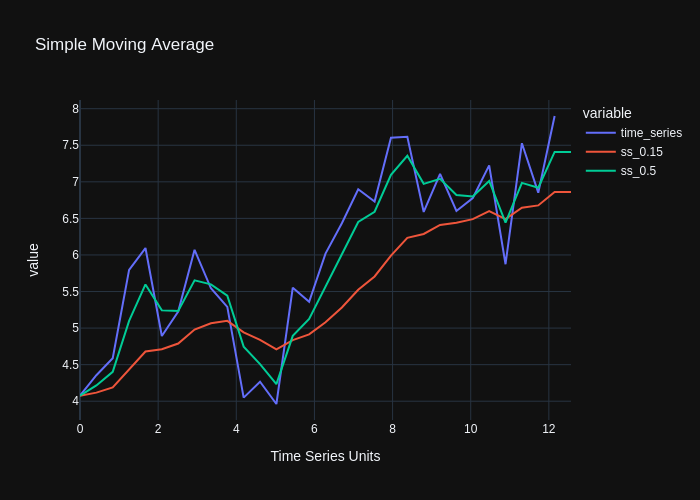 Simple Moving Average
variable
time_series
ss_0.15
ss_0.5
value
8
7.5
7
6.5
6
5.5
5
4.5
4
0 2 4 6 8 10 12
Time Series Units